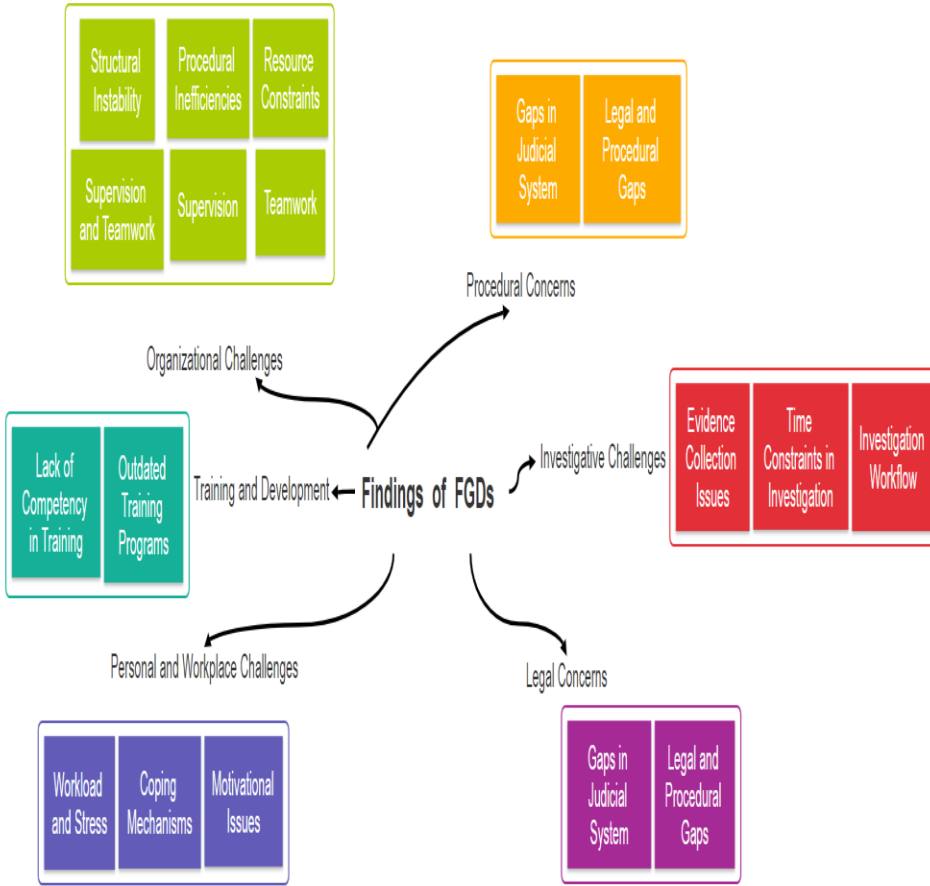 Structural
Instability
Procedural
Inefficiencies
Resource
Constraints
Supervision
and Teamwork
Supervision
Teamwork
Gaps in
Judicial
System
Legal and
Procedural
Gaps
Procedural Concerns
Organizational Challenges
Lack of
Competency
in Training
Outdated
Training
Programs
Training and Development
Findings of FGDs
Investigative Challenges
Evidence
Collection
Issues
Time
Constraints in
Investigation
Investigation
Workflow
Personal and Workplace Challenges
Legal Concerns
Workload
and Stress
Coping
Mechanisms
Motivational
Issues
Gaps in
Judicial
System
Legal and
Procedural
Gaps